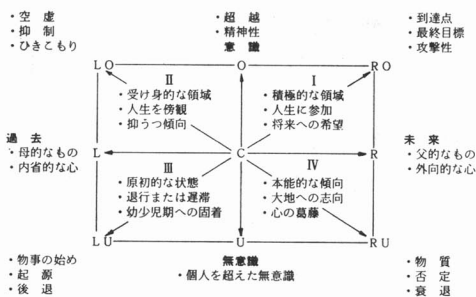 ・空 虚
・抑 制
・ひきこもり
・超 越
・精神性
意 識
・到達点
・最終目標
・攻撃性
LO
O
RO
II
・受け身的な領域
・人生を傍観
・抑うつ傾向
I
・積極的な領域
・人生に参加
・将来への希望
過 去
・母的なもの
・内省的な心
L
C
R
未 来
・父的なもの
・外向的な心
III
・原初的な状態
・退行または遅滞
・幼少児期への固着
IV
・本能的な傾向
・大地への志向
・心の葛藤
LU
U
RU
・物事の始め
・起 源
・後 退
無意識
・個人を超えた無意識
・物 質
・否 定
・衰 退